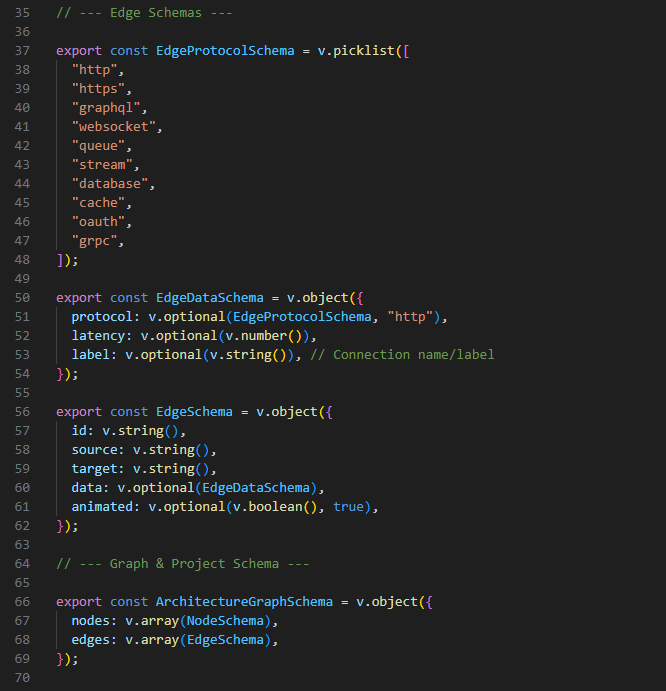 35 // --- Edge Schemas ---
36
37 export const EdgeProtocolSchema = v.picklist([
38   "http",
39   "https",
40   "graphql",
41   "websocket",
42   "queue",
43   "stream",
44   "database",
45   "cache",
46   "oauth",
47   "grpc",
48 ]);
49
50 export const EdgeDataSchema = v.object({
51   protocol: v.optional(EdgeProtocolSchema, "http"),
52   latency: v.optional(v.number()),
53   label: v.optional(v.string()), // Connection name/label
54 });
55
56 export const EdgeSchema = v.object({
57   id: v.string(),
58   source: v.string(),
59   target: v.string(),
60   data: v.optional(EdgeDataSchema),
61   animated: v.optional(v.boolean(), true),
62 });
63
64 // --- Graph & Project Schema ---
65
66 export const ArchitectureGraphSchema = v.object({
67   nodes: v.array(NodeSchema),
68   edges: v.array(EdgeSchema),
69 });
70